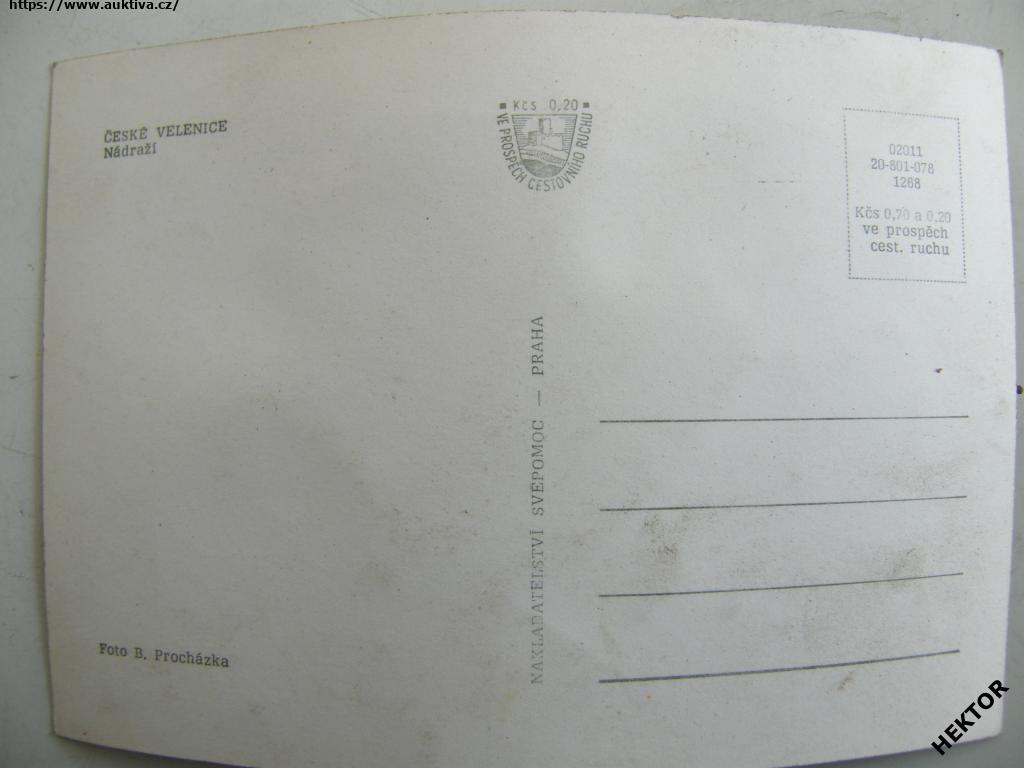 https://www.auktiva.cz/
ČESKÉ VELENICE
Nádraží
Kčs 0,20
VE PROSPĚCH CESTOVNÍHO RUCHU
02011
20-801-078
1268
Kčs 0,70 a 0,20
ve prospěch
cest. ruchu
NAKLADATELSTVÍ SVÉPOMOC — PRAHA
Foto B. Procházka
HEKTOR